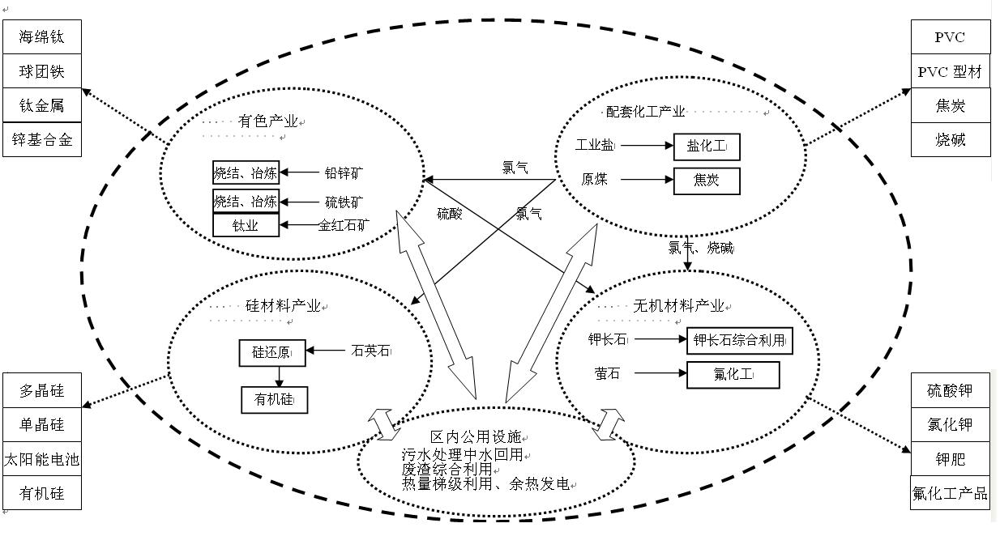 海绵钛
球团铁
钛金属
锌基合金
PVC
PVC 型材
焦炭
烧碱
有色产业
烧结、冶炼
铅锌矿
烧结、冶炼
硫铁矿
钛业
金红石矿
配套化工产业
工业盐
盐化工
原煤
焦炭
氯气
硫酸
氯气
氯气、烧碱
硅材料产业
硅还原
石英石
有机硅
无机材料产业
钾长石
钾长石综合利用
萤石
氟化工
多晶硅
单晶硅
太阳能电池
有机硅
区内公用设施
污水处理中水回用
废渣综合利用
热量梯级利用、余热发电
硫酸钾
氯化钾
钾肥
氟化工产品